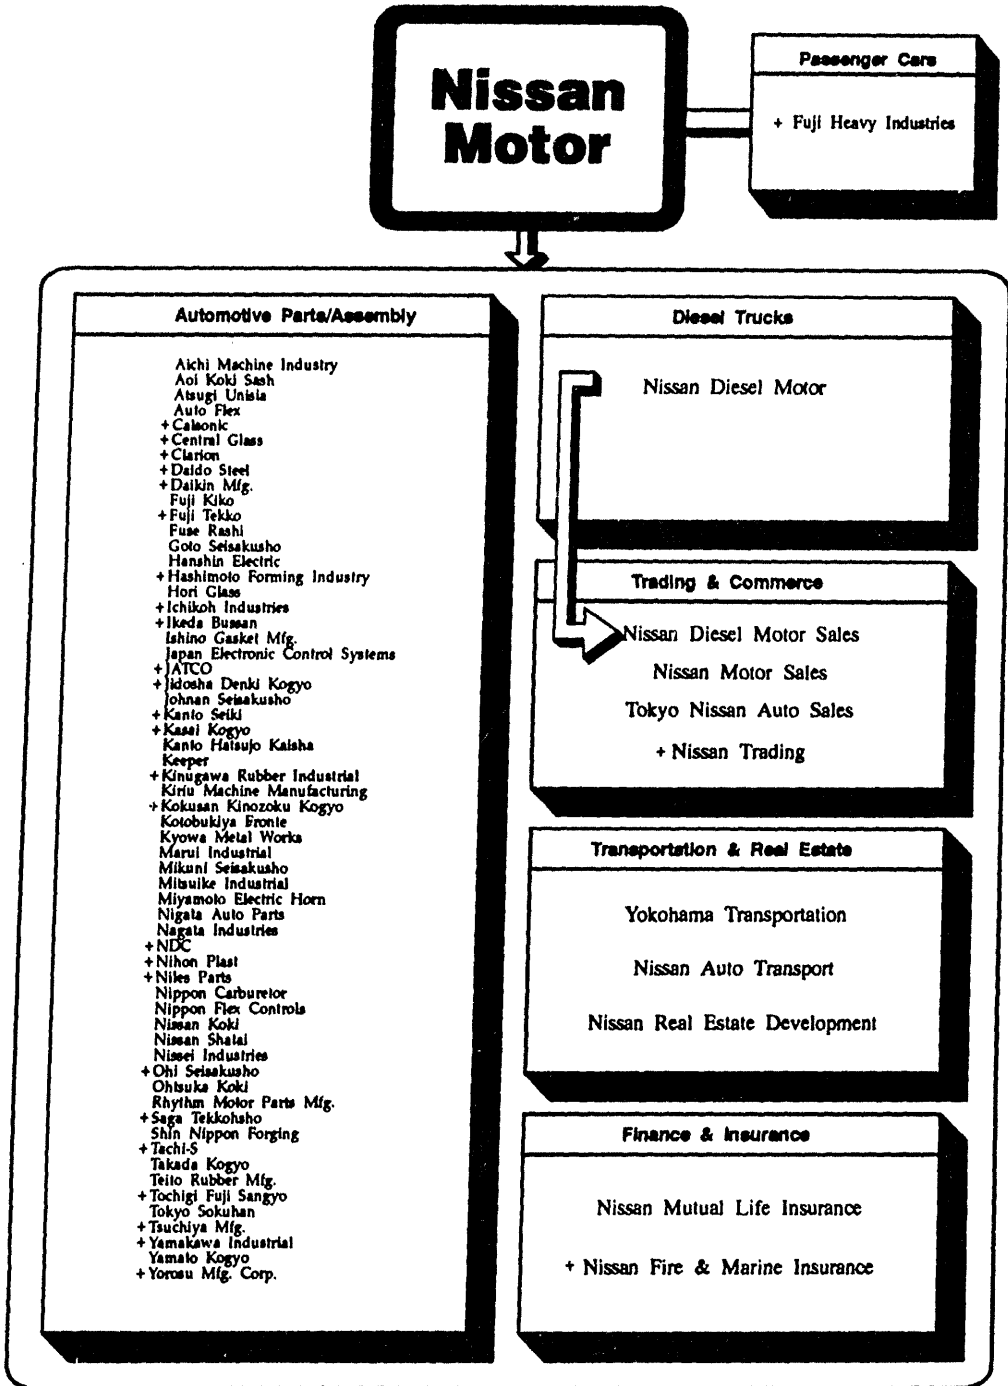 Nissan
Motor
Passenger Cars
+ Fuji Heavy Industries
Automotive Parts/Assembly
Aichi Machine Industry
Aoi Koki Sash
Atsugi Unisia
Auto Flex
+ Calsonic
+ Central Glass
+ Clarion
+ Daido Steel
+ Daikin Mfg.
Fuji Kiko
+ Fuji Tekko
Fuse Rashi
Goto Seisakusho
Hanshin Electric
+ Hashimoto Forming Industry
Hori Glass
+ Ichikoh Industries
+ Ikeda Bussan
Ishino Gasket Mfg.
Japan Electronic Control Systems
+ JATCO
+ Jidosha Denki Kogyo
Johnan Seisakusho
+ Kanto Seiki
+ Kasai Kogyo
Kanto Hatsujo Kaisha
Keeper
+ Kinugawa Rubber Industrial
Kiriu Machine Manufacturing
+ Kokusan Kinozoku Kogyo
Kotobukiya Fronte
Kyowa Metal Works
Marui Industrial
Mikuni Seisakusho
Mitsuike Industrial
Miyamoto Electric Horn
Nigata Auto Parts
Nagata Industries
+ NDC
+ Nihon Plast
+ Niles Parts
Nippon Carburetor
Nippon Flex Controls
Nissan Koki
Nissan Shatai
Nissei Industries
+ Ohi Seisakusho
Ohtsuka Koki
Rhythm Motor Parts Mfg.
+ Saga Tekkohsho
Shin Nippon Forging
+ Tachi-S
Takada Kogyo
Teito Rubber Mfg.
+ Tochigi Fuji Sangyo
Tokyo Sokuhan
+ Tsuchiya Mfg.
+ Yamakawa Industrial
Yamato Kogyo
+ Yorosu Mfg. Corp.
Diesel Trucks
Nissan Diesel Motor
Trading & Commerce
Nissan Diesel Motor Sales
Nissan Motor Sales
Tokyo Nissan Auto Sales
+ Nissan Trading
Transportation & Real Estate
Yokohama Transportation
Nissan Auto Transport
Nissan Real Estate Development
Finance & Insurance
Nissan Mutual Life Insurance
+ Nissan Fire & Marine Insurance